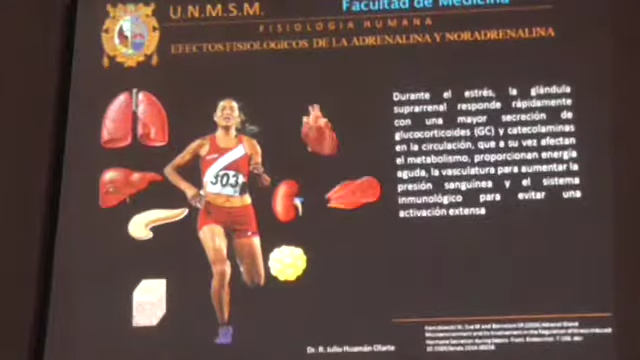 U.N.M.S.M.
Facultad de Medicina
FISIOLOGIA HUMANA
EFECTOS FISIOLOGICOS DE LA ADRENALINA Y NORADRENALINA
Durante el estrés, la glándula
suprarrenal responde rápidamente
con una mayor secreción de
glucocorticoides (GC) y catecolaminas
en la circulación, que a su vez afectan
el metabolismo, proporcionan energía
aguda, la vasculatura para aumentar la
presión sanguínea y el sistema
inmunológico para evitar una
activación extensa
303
Dr. R. Julio Huamán Olarte